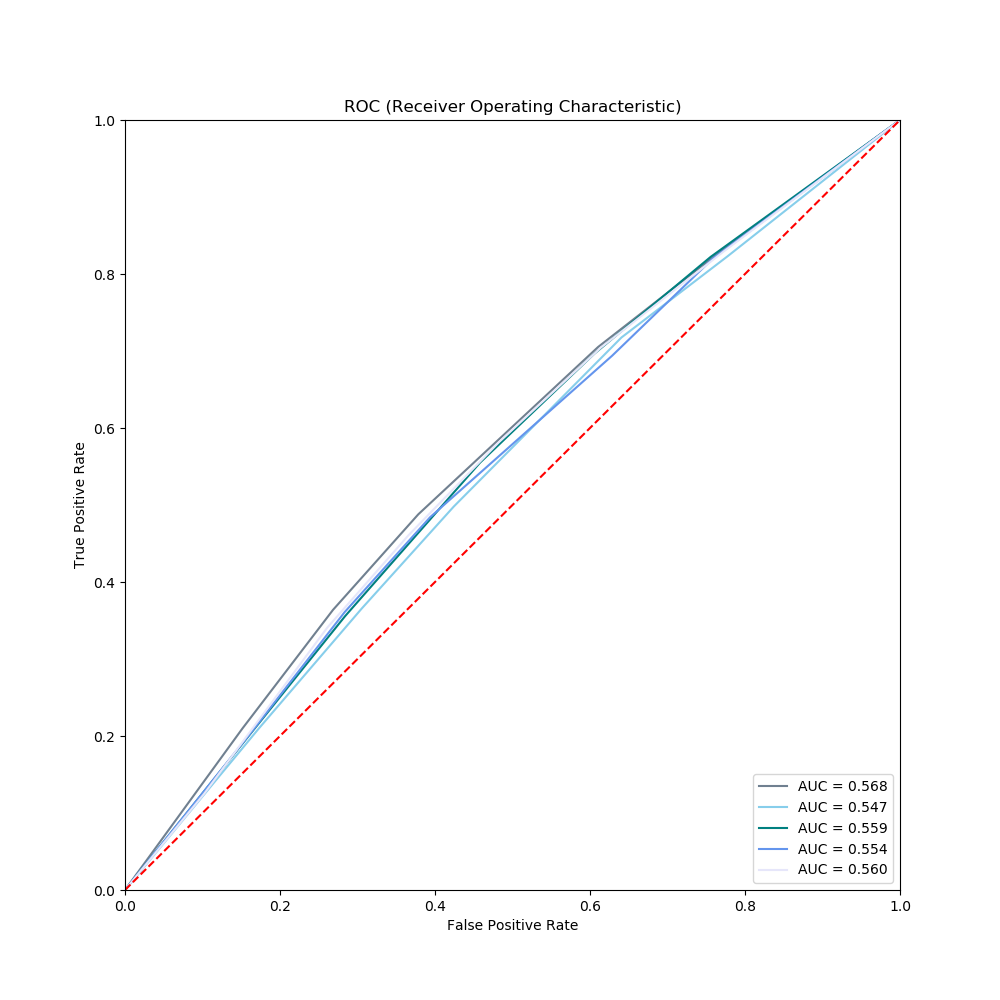 ROC (Receiver Operating Characteristic)
1.0
0.8
0.6
0.4
0.2
0.0
True Positive Rate
0.0 0.2 0.4 0.6 0.8 1.0
False Positive Rate
AUC = 0.568
AUC = 0.547
AUC = 0.559
AUC = 0.554
AUC = 0.560